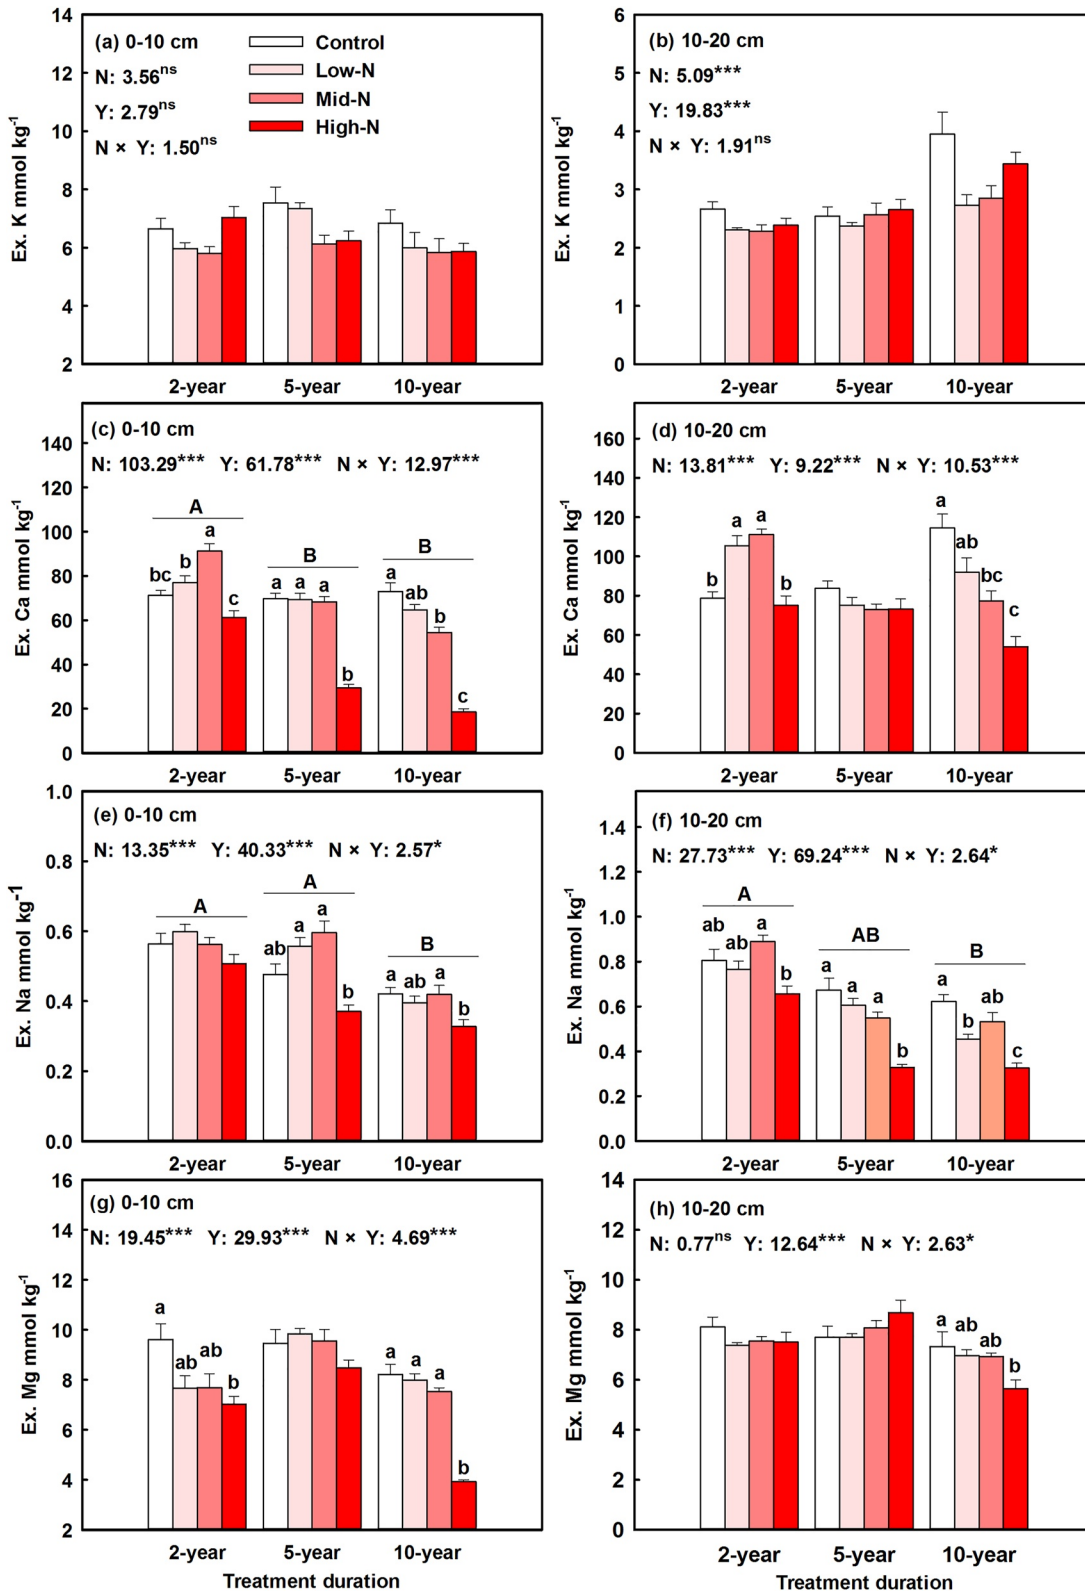 (a) 0-10 cm
N: 3.56ns
Y: 2.79ns
N × Y: 1.50ns
Control
Low-N
Mid-N
High-N
Ex. K mmol kg-1
14
12
10
8
6
4
2
2-year
5-year
10-year
(b) 10-20 cm
N: 5.09***
Y: 19.83***
N × Y: 1.91ns
Ex. K mmol kg-1
6
5
4
3
2
1
0
2-year
5-year
10-year
(c) 0-10 cm
N: 103.29*** Y: 61.78*** N × Y: 12.97***
Ex. Ca mmol kg-1
140
120
100
80
60
40
20
0
A
bc b a c
B
a a a b
B
a ab b c
2-year
5-year
10-year
(d) 10-20 cm
N: 13.81*** Y: 9.22*** N × Y: 10.53***
Ex. Ca mmol kg-1
160
140
120
100
80
60
40
20
0
b a a b
a ab bc c
2-year
5-year
10-year
(e) 0-10 cm
N: 13.35*** Y: 40.33*** N × Y: 2.57*
Ex. Na mmol kg-1
1.0
0.8
0.6
0.4
0.2
0.0
A
A
ab a a b
B
a ab a b
2-year
5-year
10-year
(f) 10-20 cm
N: 27.73*** Y: 69.24*** N × Y: 2.64*
Ex. Na mmol kg-1
1.4
1.2
1.0
0.8
0.6
0.4
0.2
0.0
A
ab ab a b
AB
a a a b
B
a b ab c
2-year
5-year
10-year
(g) 0-10 cm
N: 19.45*** Y: 29.93*** N × Y: 4.69***
Ex. Mg mmol kg-1
16
14
12
10
8
6
4
2
a ab ab b
a a a b
2-year
5-year
10-year
Treatment duration
(h) 10-20 cm
N: 0.77ns Y: 12.64*** N × Y: 2.63*
Ex. Mg mmol kg-1
14
12
10
8
6
4
2
0
a ab ab b
2-year
5-year
10-year
Treatment duration